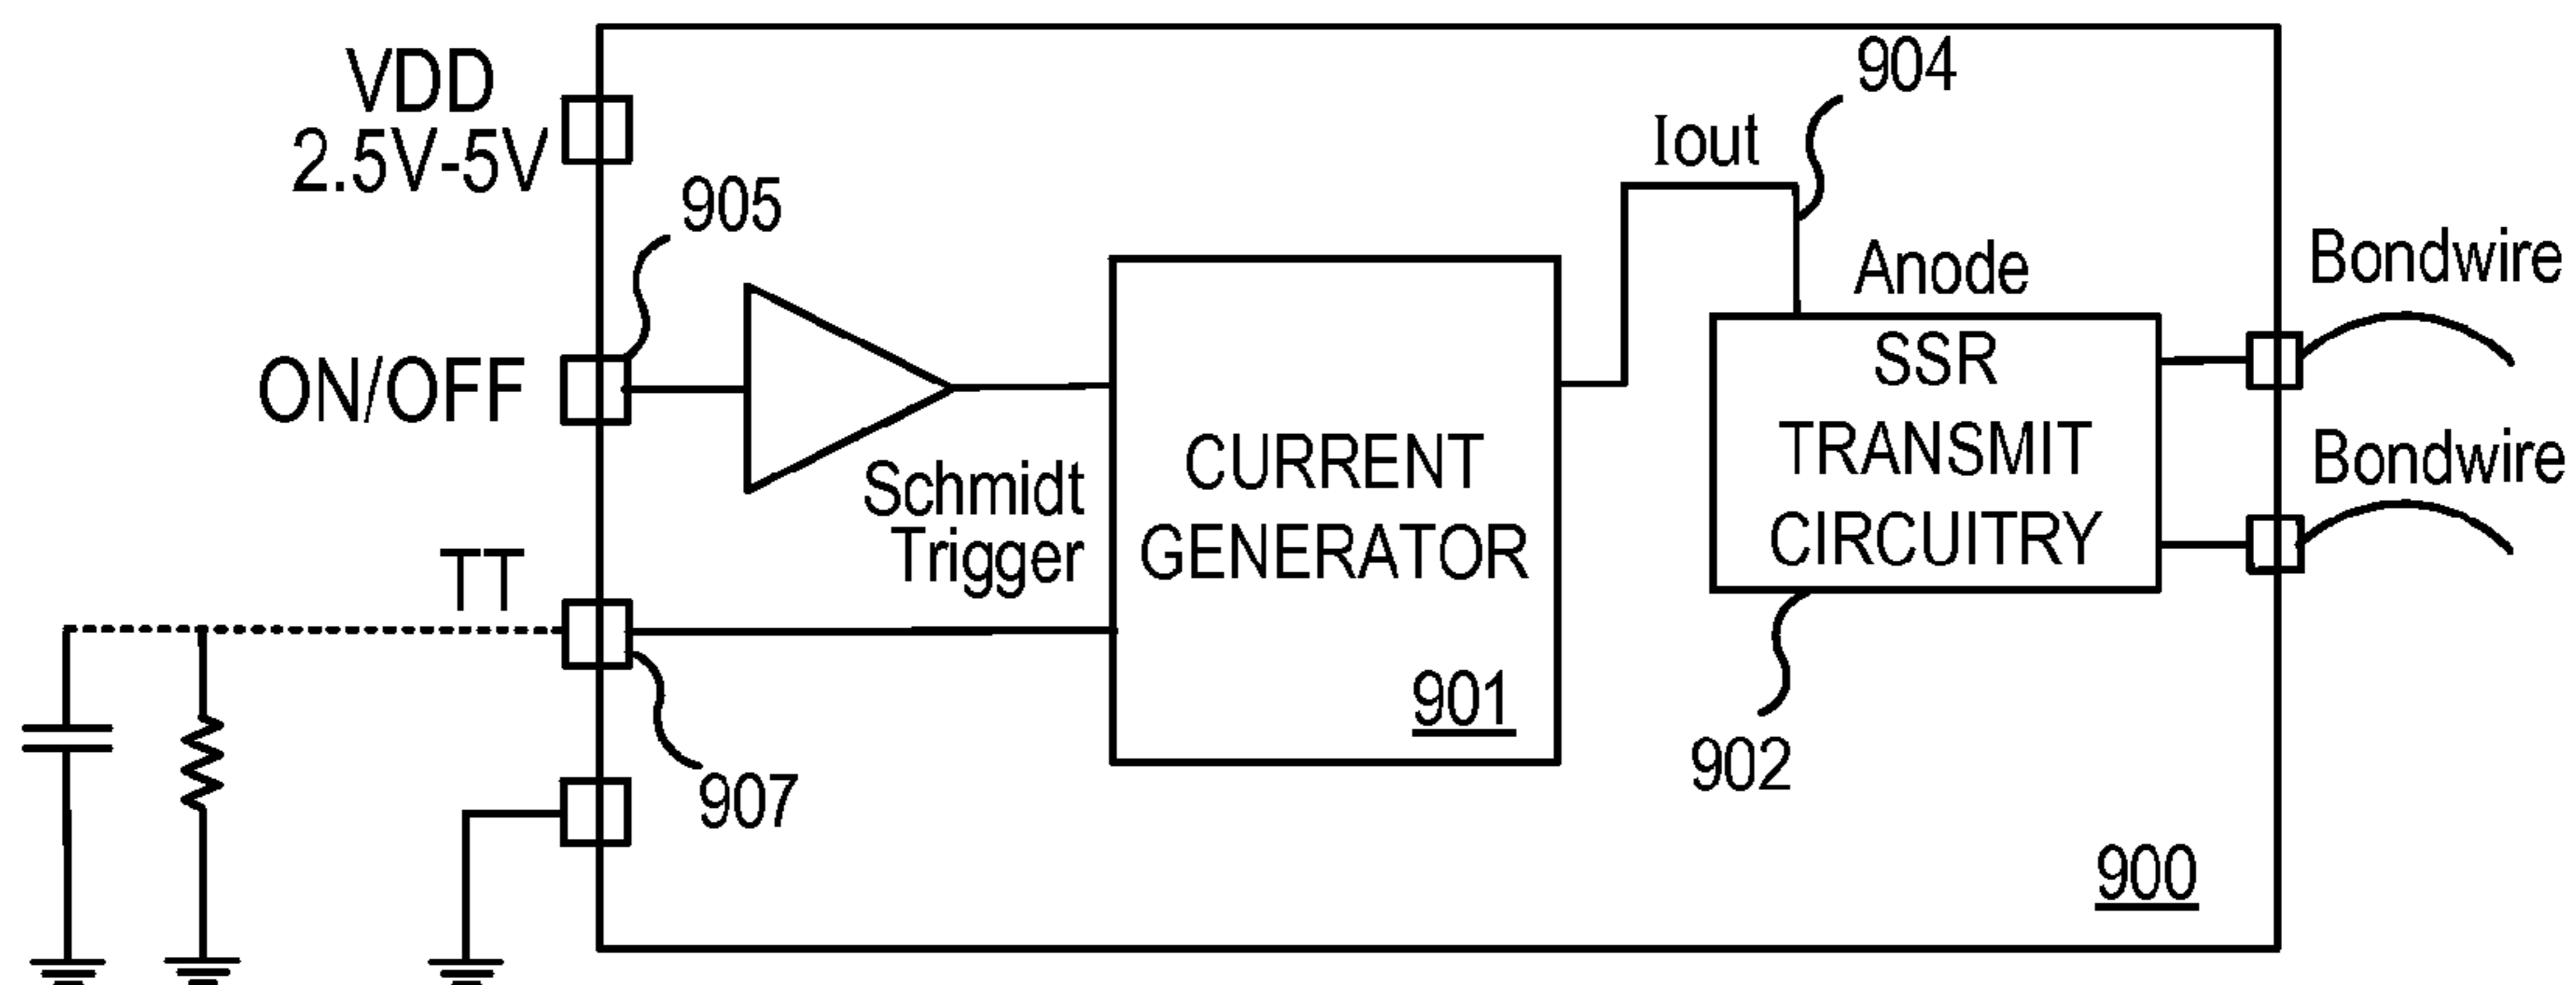 VDD
2.5V-5V
905
ON/OFF
Schmidt
Trigger
TT
907
CURRENT
GENERATOR
901
Iout
904
Anode
SSR
TRANSMIT
CIRCUITRY
902
Bondwire
Bondwire
900